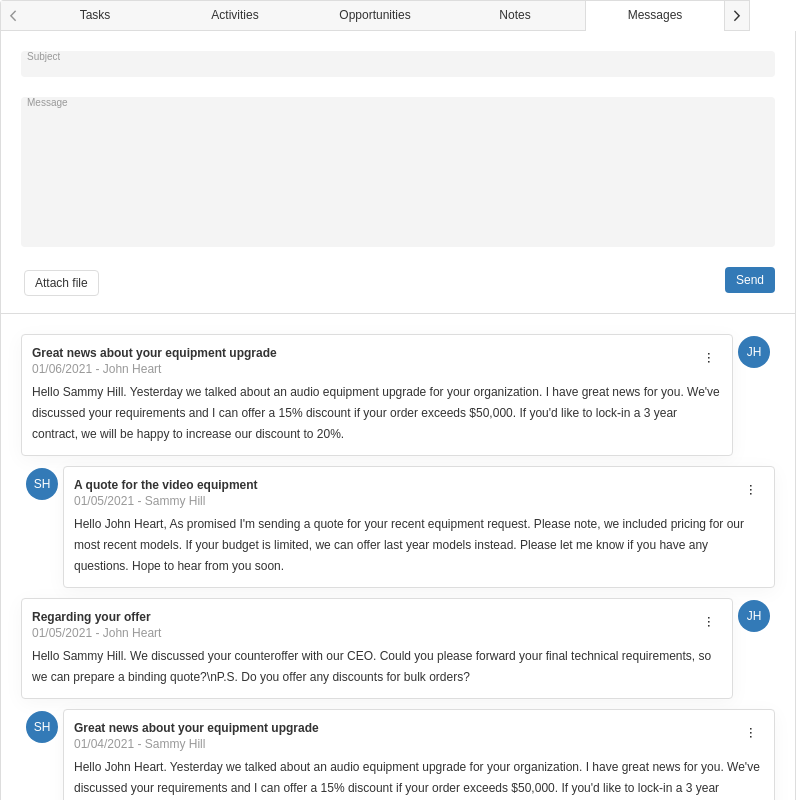 Tasks Activities Opportunities Notes Messages
Subject
Message
Attach file Send
Great news about your equipment upgrade
01/06/2021 - John Heart
JH
Hello Sammy Hill. Yesterday we talked about an audio equipment upgrade for your organization. I have great news for you. We've
discussed your requirements and I can offer a 15% discount if your order exceeds $50,000. If you'd like to lock-in a 3 year
contract, we will be happy to increase our discount to 20%.
SH
A quote for the video equipment
01/05/2021 - Sammy Hill
Hello John Heart, As promised I'm sending a quote for your recent equipment request. Please note, we included pricing for our
most recent models. If your budget is limited, we can offer last year models instead. Please let me know if you have any
questions. Hope to hear from you soon.
Regarding your offer
01/05/2021 - John Heart
JH
Hello Sammy Hill. We discussed your counteroffer with our CEO. Could you please forward your final technical requirements, so
we can prepare a binding quote?\nP.S. Do you offer any discounts for bulk orders?
SH
Great news about your equipment upgrade
01/04/2021 - Sammy Hill
Hello John Heart. Yesterday we talked about an audio equipment upgrade for your organization. I have great news for you. We've
discussed your requirements and I can offer a 15% discount if your order exceeds $50,000. If you'd like to lock-in a 3 year